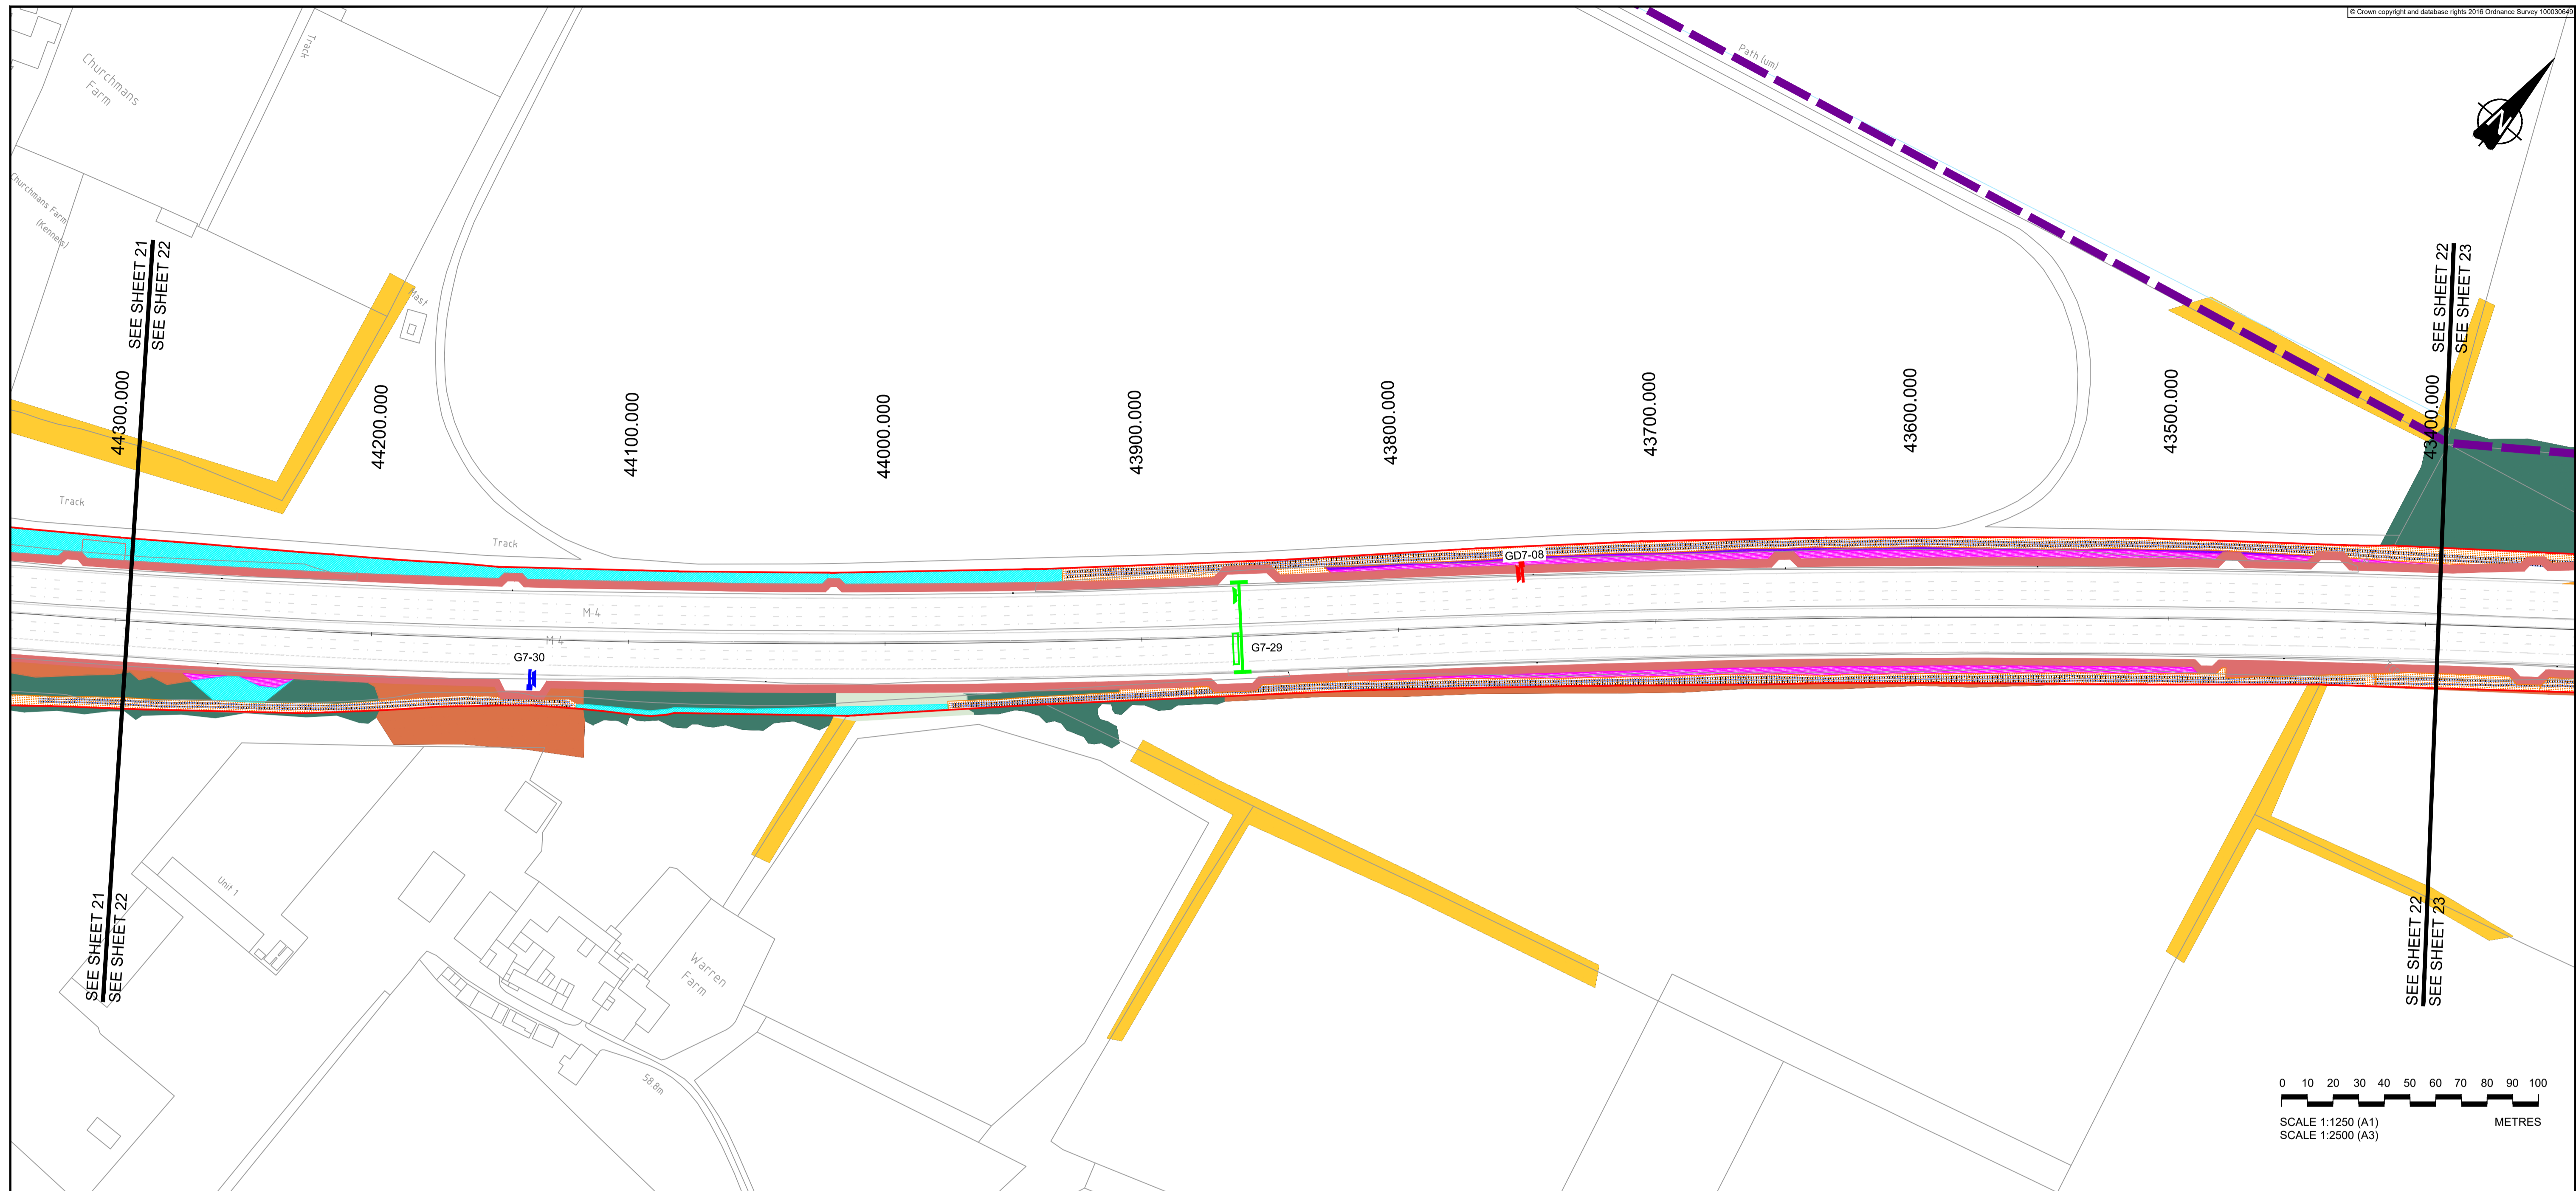 © Crown copyright and database rights 2016 Ordnance Survey 100030649
Track
Churchmans
Farm
Path (um)
N
Churchmans Farm
(Kennels)
SEE SHEET 21
SEE SHEET 22
SEE SHEET 22
SEE SHEET 23
Mast
44300.000
44200.000
44100.000
44000.000
43900.000
43800.000
43700.000
43600.000
43500.000
43400.000
Track
Track
GD7-08
M 4
M 4
G7-29
G7-30
Unit 1
SEE SHEET 21
SEE SHEET 22
Warren
Farm
58.8m
SEE SHEET 22
SEE SHEET 23
0 10 20 30 40 50 60 70 80 90 100
SCALE 1:1250 (A1) METRES
SCALE 1:2500 (A3)